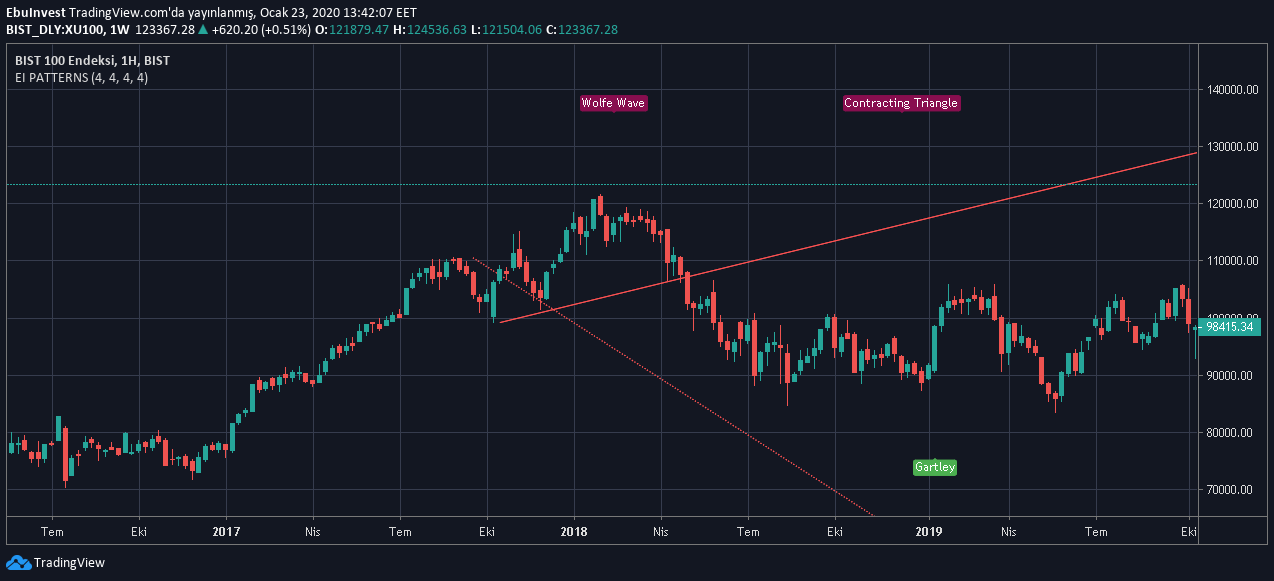 EbuInvest TradingView.com'da yayınlanmış, Ocak 23, 2020 13:42:07 EET
BIST_DLY:XU100, 1W 123367.28 ▲ +620.20 (+0.51%) O:121879.47 H:124536.63 L:121504.06 C:123367.28
BIST 100 Endeksi, 1H, BIST
EI PATTERNS (4, 4, 4, 4)
140000.00
Wolfe Wave Contracting Triangle
130000.00
120000.00
110000.00
100000.00
98415.34
90000.00
80000.00
Gartley
70000.00
Tem Eki 2017 Nis Tem Eki 2018 Nis Tem Eki 2019 Nis Tem Eki
TradingView